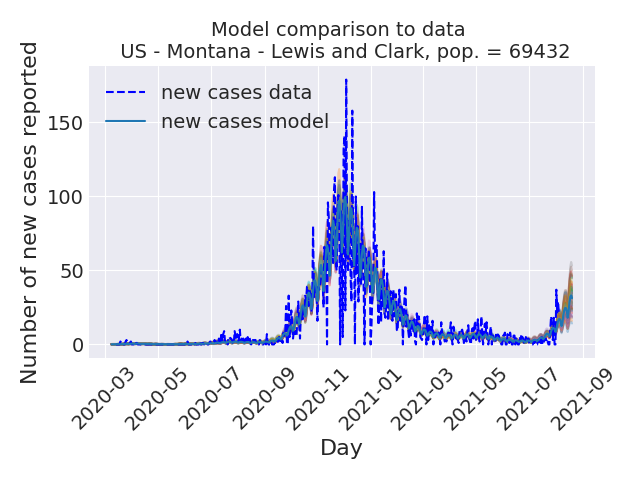 Model comparison to data
US - Montana - Lewis and Clark, pop. = 69432
Number of new cases reported
new cases data
new cases model
150
100
50
0
2020-03
2020-05
2020-07
2020-09
2020-11
2021-01
2021-03
2021-05
2021-07
2021-09
Day